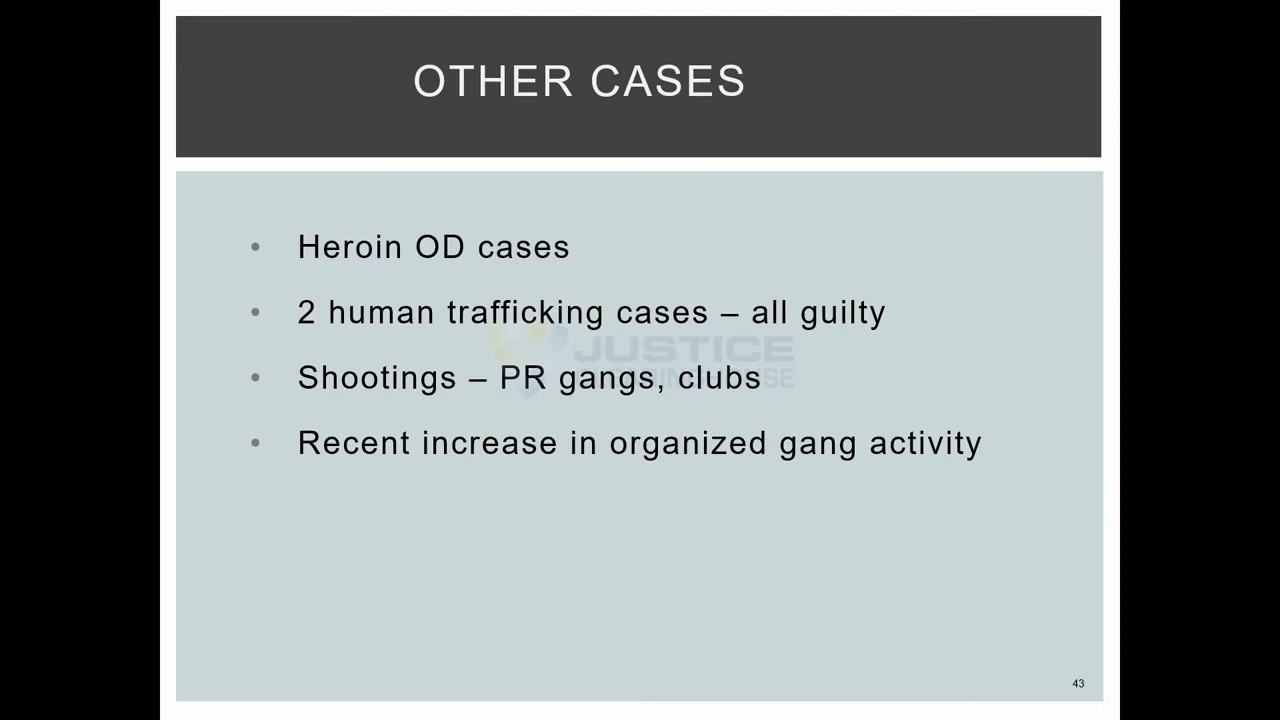 OTHER CASES
• Heroin OD cases
• 2 human trafficking cases – all guilty
JUSTICE
• Shootings – PR gangs, clubs
• Recent increase in organized gang activity
43